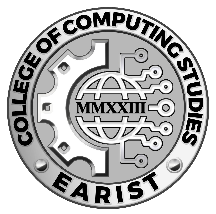 COLLEGE OF COMPUTING STUDIES
MMXXIII
EARIST